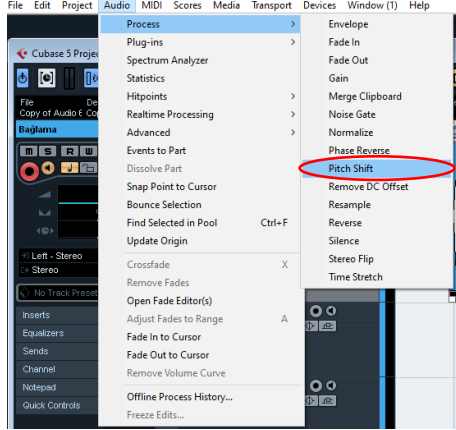 File Edit Project Audio MIDI Scores Media Transport Devices Window (1) Help
Cubase 5 Projec
File De
Copy of Audio 6 Co
Bağlama
m S R W
Left - Stereo
Stereo
No Track Preset
Inserts
Equalizers
Sends
Channel
Notepad
Quick Controls
Process >
Plug-ins >
Spectrum Analyzer
Statistics
Hitpoints >
Realtime Processing >
Advanced >
Events to Part
Dissolve Part
Snap Point to Cursor
Bounce Selection
Find Selected in Pool Ctrl+F
Update Origin
Crossfade X
Remove Fades
Open Fade Editor(s)
Adjust Fades to Range A
Fade In to Cursor
Fade Out to Cursor
Remove Volume Curve
Offline Process History...
Freeze Edits...
Envelope
Fade In
Fade Out
Gain
Merge Clipboard
Noise Gate
Normalize
Phase Reverse
Pitch Shift
Remove DC Offset
Resample
Reverse
Silence
Stereo Flip
Time Stretch